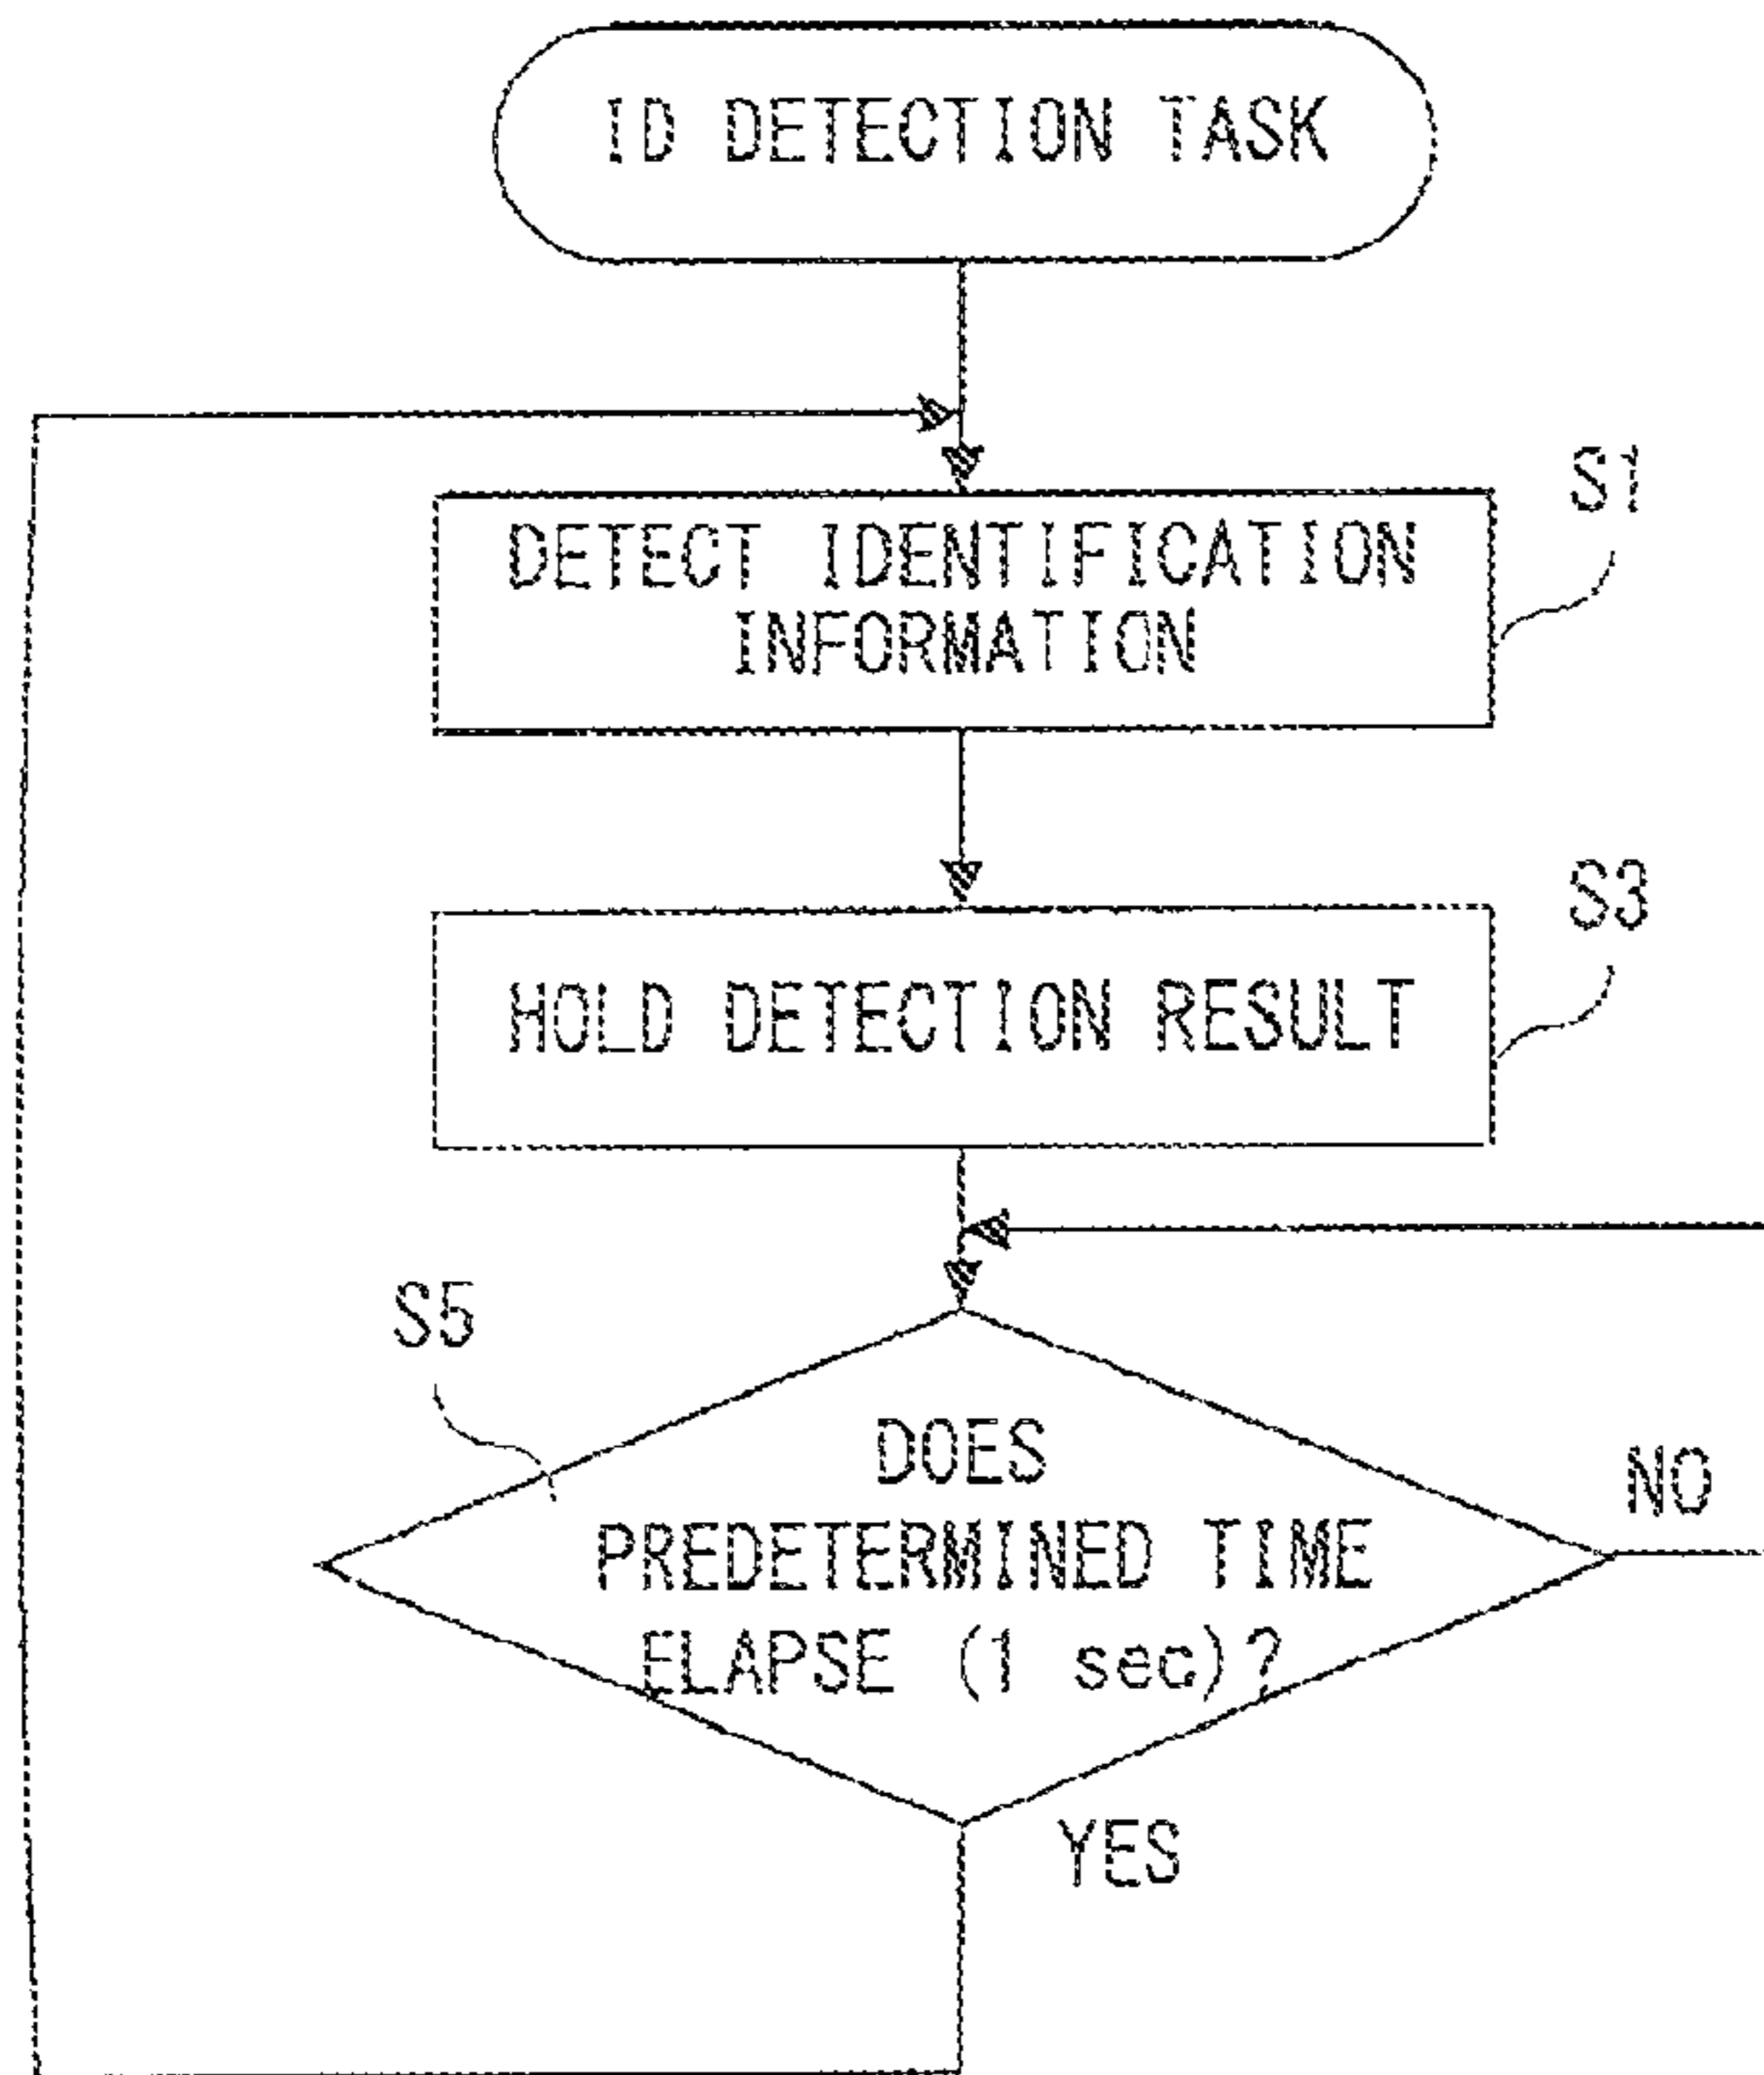 ID DETECTION TASK
S1
DETECT IDENTIFICATION
INFORMATION
S3
HOLD DETECTION RESULT
S5
DOES
PREDETERMINED TIME
ELAPSE (1 sec)?
NO
YES